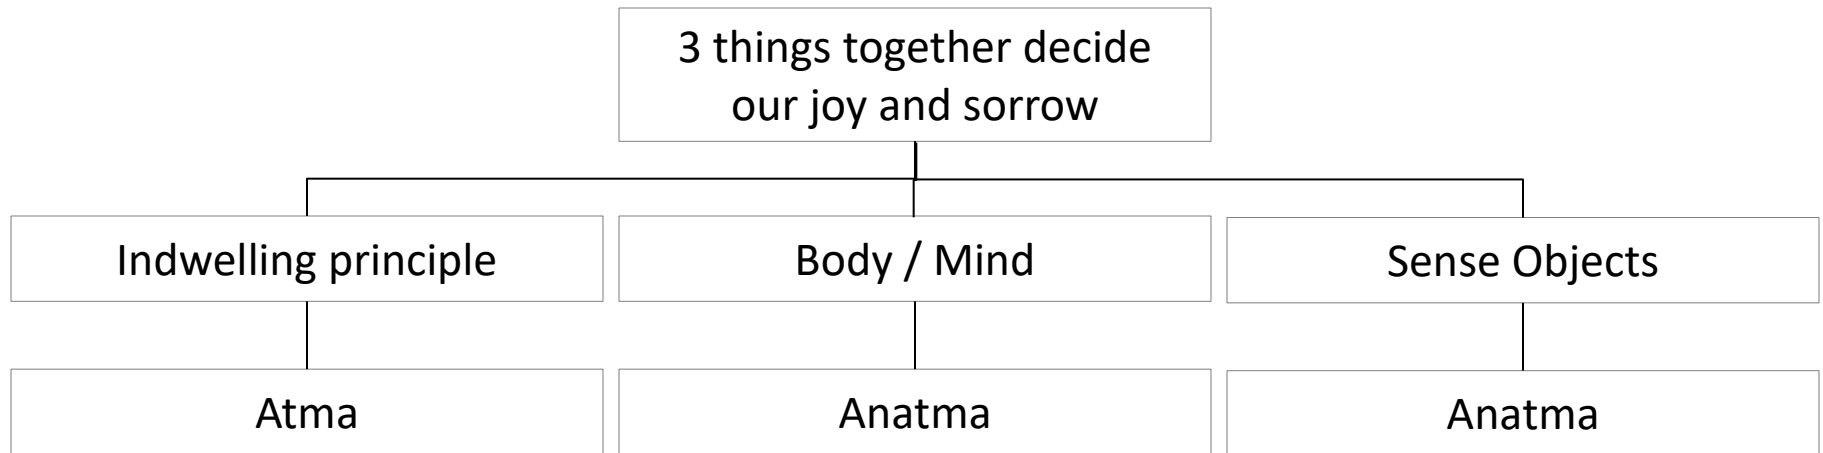 3 things together decide
our joy and sorrow
Indwelling principle
Body / Mind
Sense Objects
Atma
Anatma
Anatma